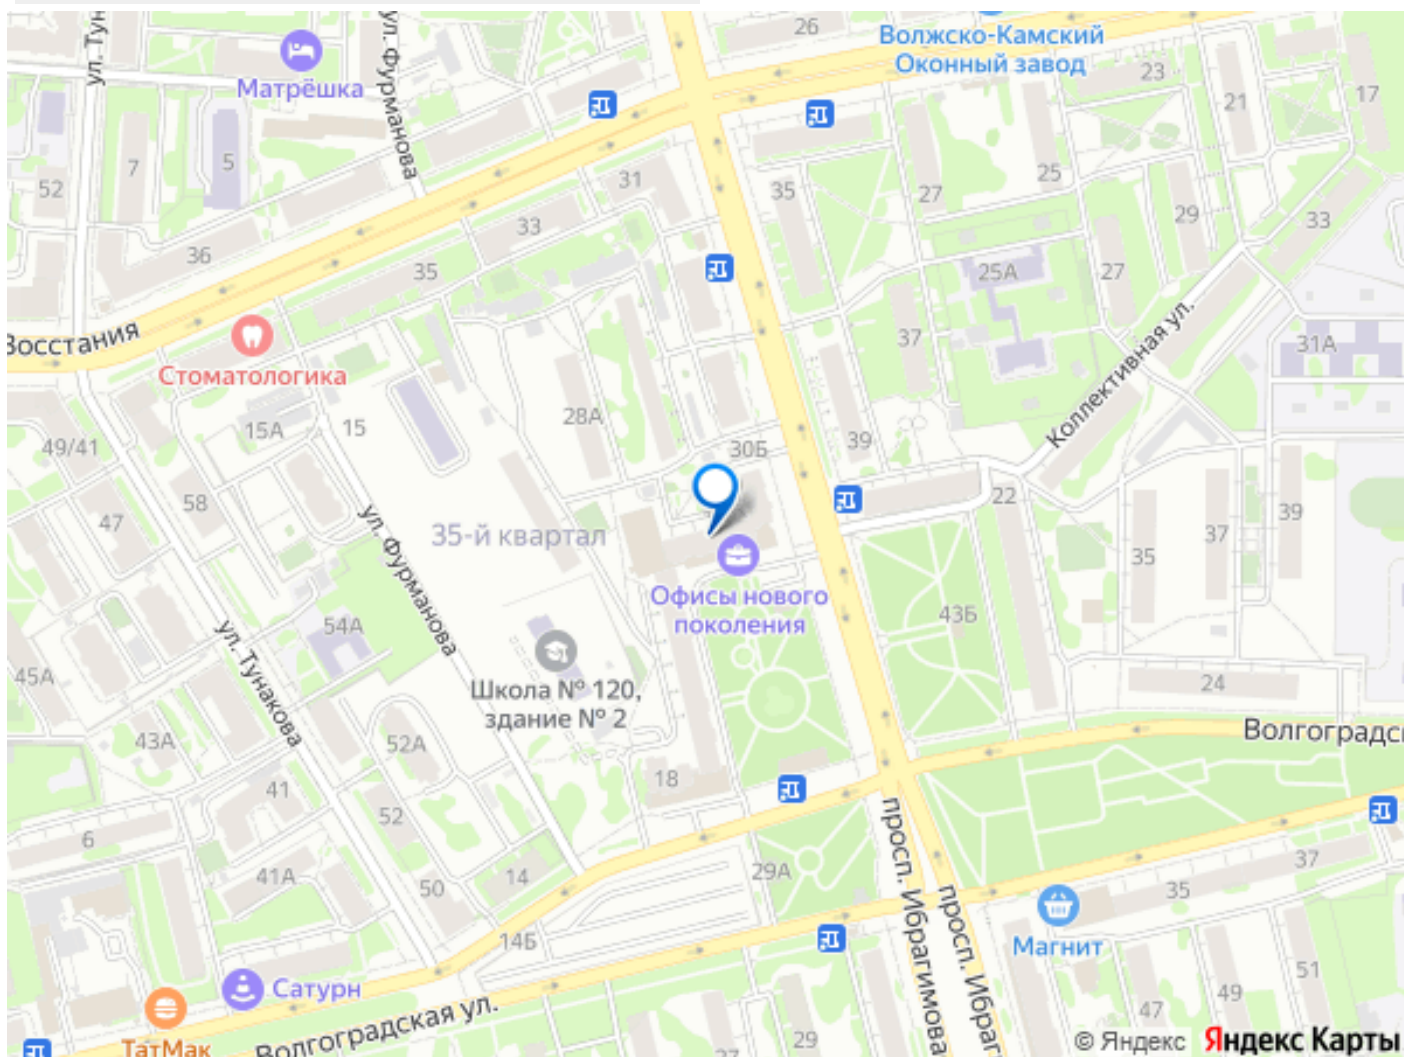 ул. Тун
ул. Фурманова
Матрёшка
26
Волжско-Камский
Оконный завод
23
21
17
7
5
52
31
35
27
25
29
33
33
36
35
25А
27
37
Коллективная ул.
31А
Восстания
Стоматологика
28А
15А
15
49/41
39
30Б
58
47
22
39
37
35
35-й квартал
ул. Фурманова
Офисы нового
поколения
43Б
54А
ул. Тунакова
45А
Школа № 120,
здание № 2
24
Волгоградс
43А
52А
18
41
52
6
просп. Ибрагимова
просп. Ибраг
29А
37
35
41А
50
14
14Б
Магнит
Сатурн
51
49
47
Волгоградская ул.
ТатМак
29
27
© Яндекс
Яндекс Карты